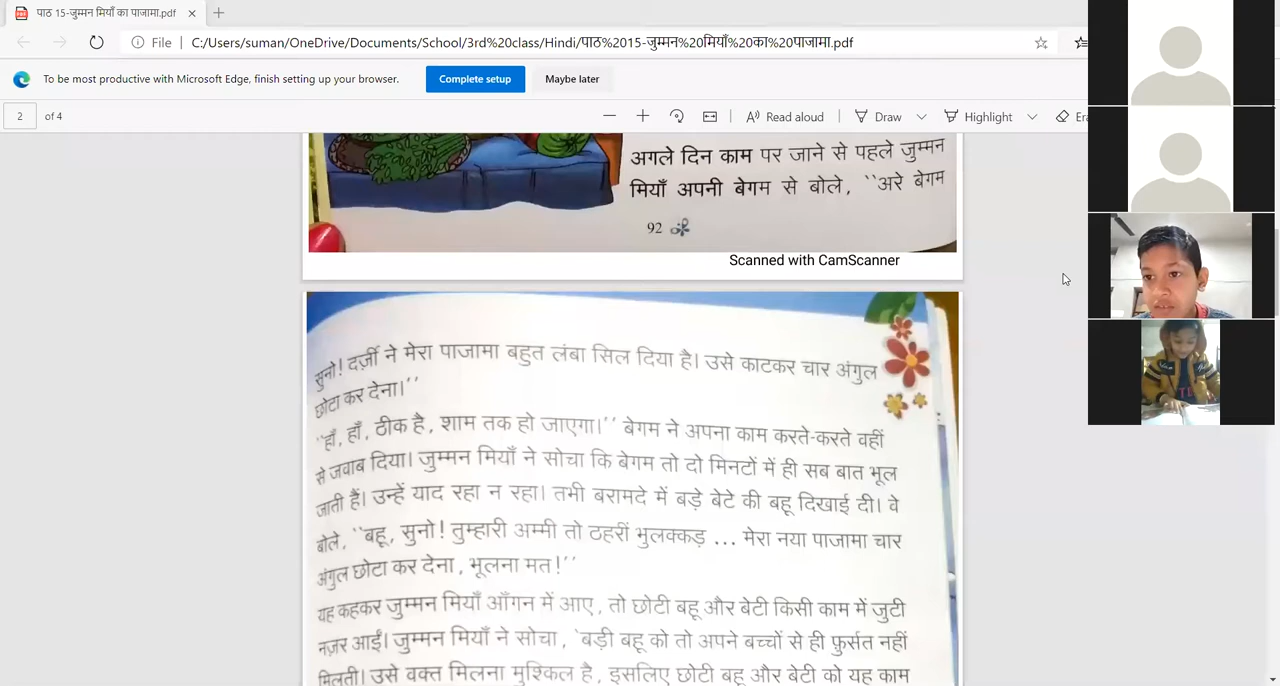 पाठ 15-जुम्मन मियाँ का पाजामा.pdf
File | C:/Users/suman/OneDrive/Documents/School/3rd%20class/Hindi/पाठ%2015-जुम्मन%20मियाँ%20का%20पाजामा.pdf
To be most productive with Microsoft Edge, finish setting up your browser. Complete setup Maybe later
2 of 4 Read aloud Draw Highlight
अगले दिन काम पर जाने से पहले जुम्मन
मियाँ अपनी बेगम से बोले, ``अरे बेगम
92
Scanned with CamScanner
सुनो! दर्ज़ी ने मेरा पाजामा बहुत लंबा सिल दिया है। उसे काटकर चार अंगुल
छोटा कर देना।''
``हाँ, हाँ, ठीक है, शाम तक हो जाएगा।'' बेगम ने अपना काम करते-करते वहीं
से जवाब दिया। जुम्मन मियाँ ने सोचा कि बेगम तो दो मिनटों में ही सब बात भूल
जाती हैं। उन्हें याद रहा न रहा। तभी बरामदे में बड़े बेटे की बहू दिखाई दी। वे
बोले, ``बहू, सुनो! तुम्हारी अम्मी तो ठहरीं भुलक्कड़ ... मेरा नया पाजामा चार
अंगुल छोटा कर देना, भूलना मत!''
यह कहकर जुम्मन मियाँ आँगन में आए, तो छोटी बहू और बेटी किसी काम में जुटी
नज़र आईं। जुम्मन मियाँ ने सोचा, `बड़ी बहू को तो अपने बच्चों से ही फ़ुर्सत नहीं
मिलती। उसे वक्त मिलना मुश्किल है, इसलिए छोटी बहू और बेटी को यह काम